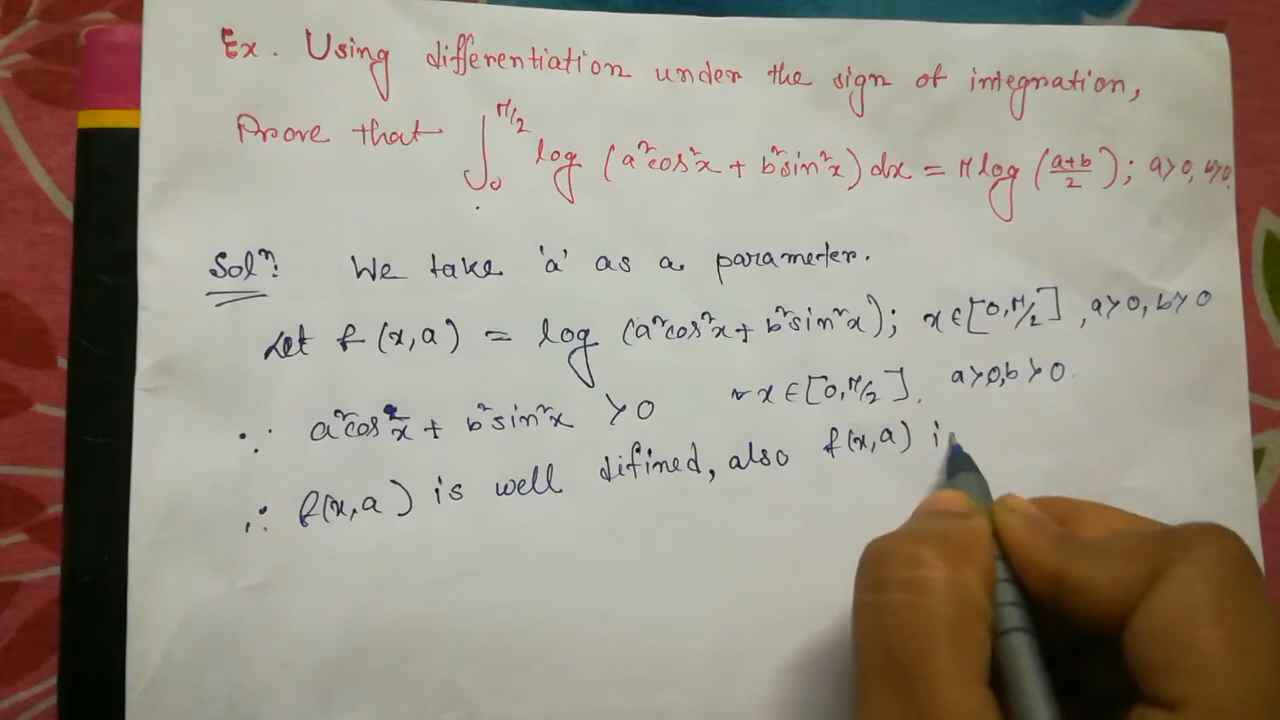 Ex. Using differentiation under the sign of integration,
Prove that ∫₀^π/2 log (a²cos²x + b²sin²x) dx = π log (a+b/2); a>0, b>0
Solⁿ: We take 'a' as a parameter.
Let f(x,a) = log (a²cos²x + b²sin²x); x∈[0,π/2], a>0, b>0
∵ a²cos²x + b²sin²x >0 ∀ x∈[0,π/2], a>0, b>0.
∴ f(x,a) is well difined, also f(x,a) i